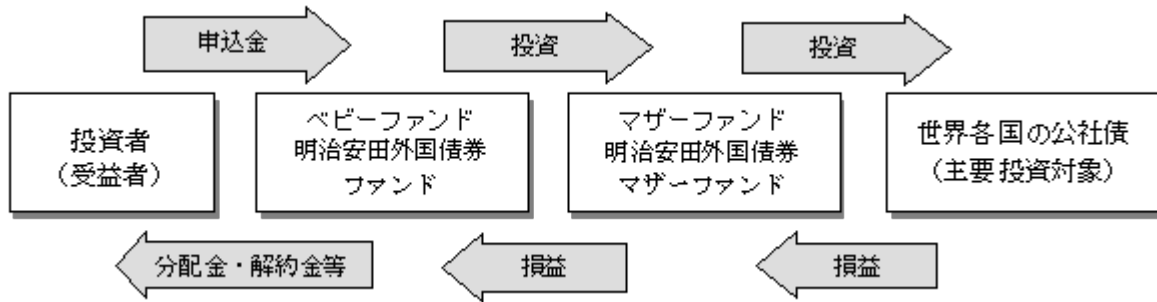 申込金
投資
投資
投資者
（受益者）
ベビーファンド
明治安田外国債券
ファンド
マザーファンド
明治安田外国債券
マザーファンド
世界各国の公社債
（主要投資対象）
分配金・解約金等
損益
損益